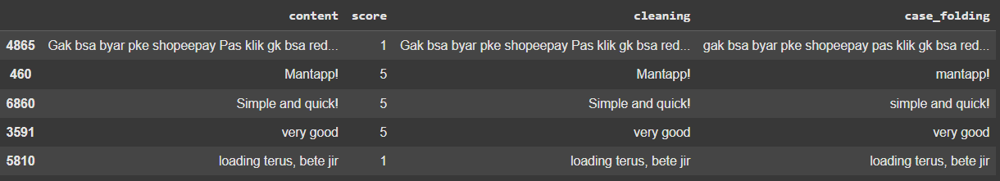 content score cleaning case_folding
4865 Gak bsa byar pke shopeepay Pas klik gk bsa red... 1 Gak bsa byar pke shopeepay Pas klik gk bsa red... gak bsa byar pke shopeepay pas klik gk bsa red...
460 Mantapp! 5 Mantapp! mantapp!
6860 Simple and quick! 5 Simple and quick! simple and quick!
3591 very good 5 very good very good
5810 loading terus, bete jir 1 loading terus, bete jir loading terus, bete jir